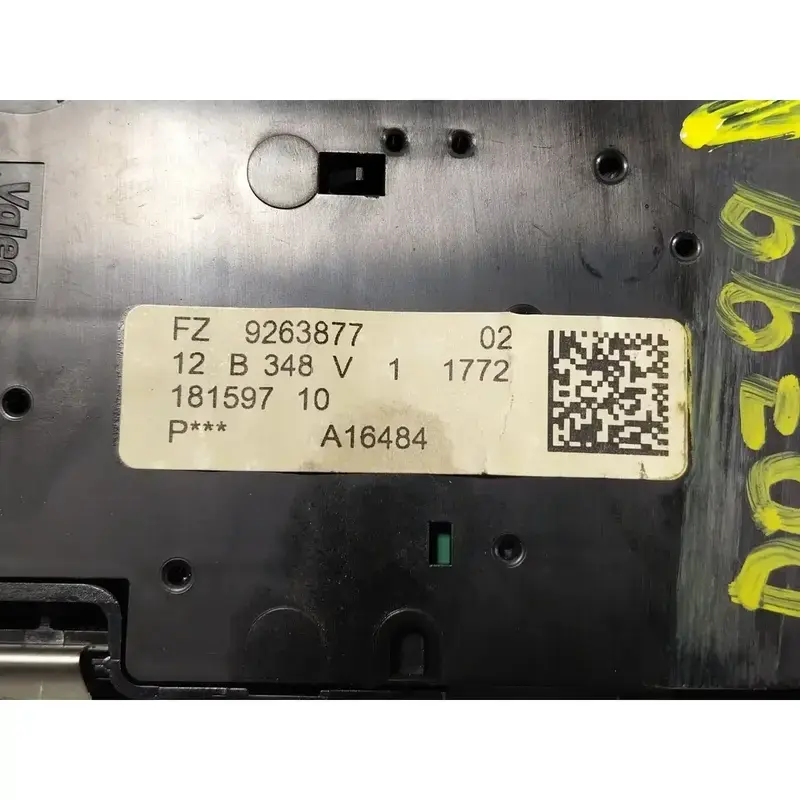 Valeo
FZ 9263877 02
12 B 348 V 1 1772
181597 10
P*** A16484